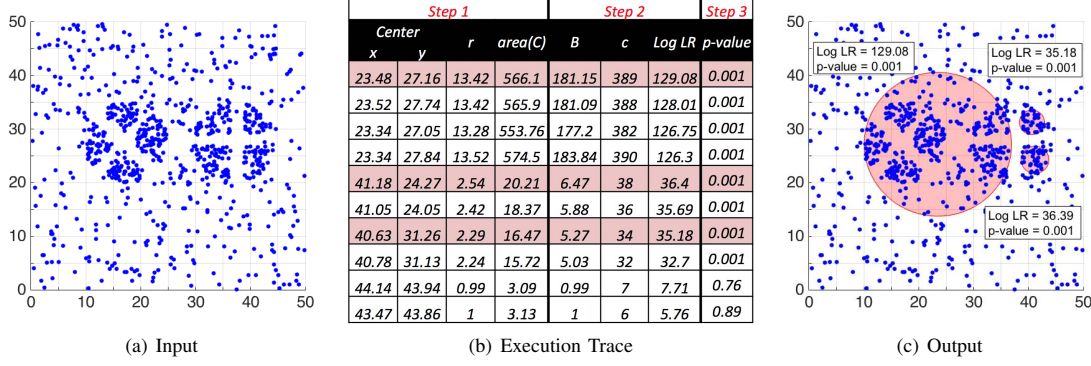 50
40
30
20
10
0
0 10 20 30 40 50
(a) Input
Step 1 Step 2 Step 3
Center
x y r area(C) B c Log LR p-value
23.48 27.16 13.42 566.1 181.15 389 129.08 0.001
23.52 27.74 13.42 565.9 181.09 388 128.01 0.001
23.34 27.05 13.28 553.76 177.2 382 126.75 0.001
23.34 27.84 13.52 574.5 183.84 390 126.3 0.001
41.18 24.27 2.54 20.21 6.47 38 36.4 0.001
41.05 24.05 2.42 18.37 5.88 36 35.69 0.001
40.63 31.26 2.29 16.47 5.27 34 35.18 0.001
40.78 31.13 2.24 15.72 5.03 32 32.7 0.001
44.14 43.94 0.99 3.09 0.99 7 7.71 0.76
43.47 43.86 1 3.13 1 6 5.76 0.89
(b) Execution Trace
50
40
30
20
10
0
0 10 20 30 40 50
Log LR = 129.08
p-value = 0.001
Log LR = 35.18
p-value = 0.001
Log LR = 36.39
p-value = 0.001
(c) Output